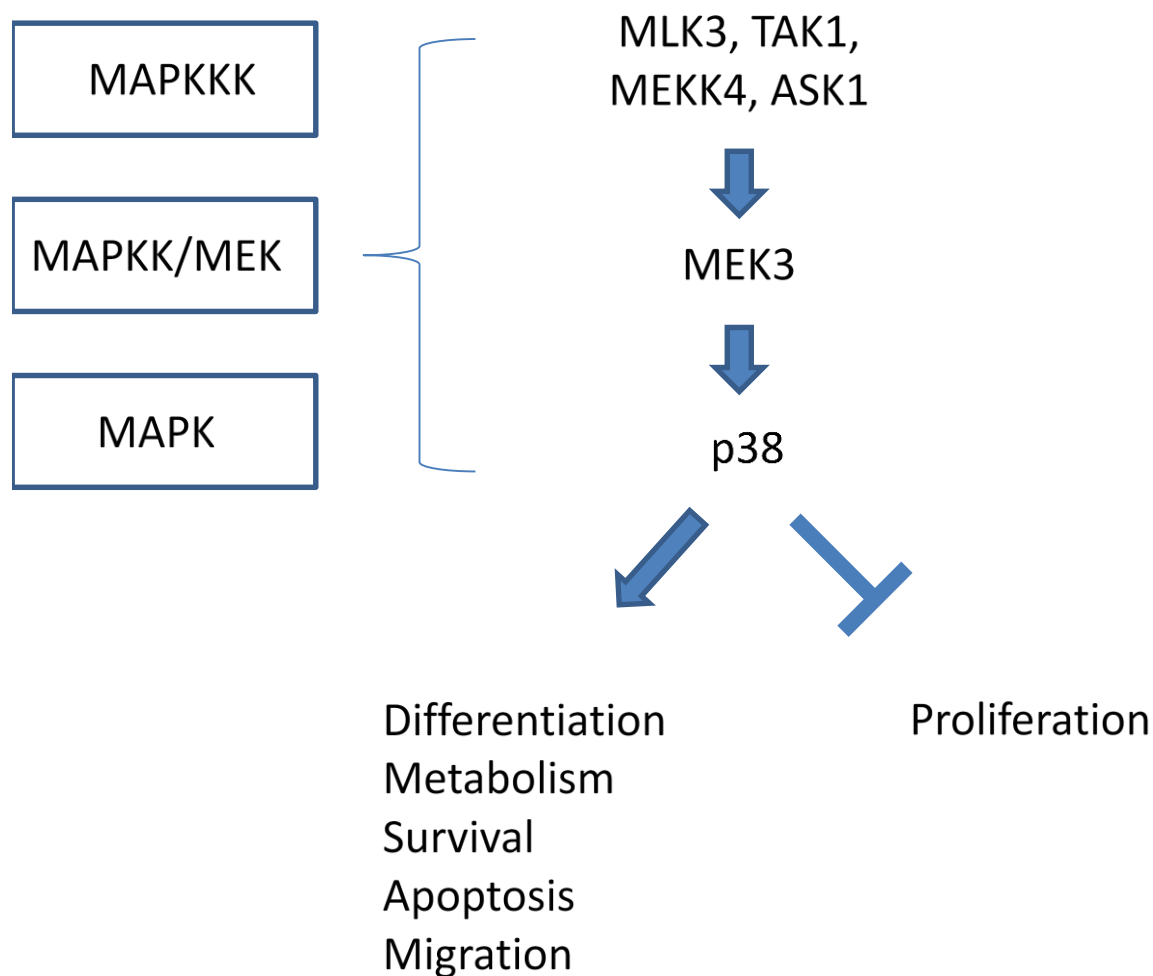 MAPKKK
MAPKK/MEK
MAPK
MLK3, TAK1,
MEKK4, ASK1
MEK3
p38
Differentiation
Metabolism
Survival
Apoptosis
Migration
Proliferation